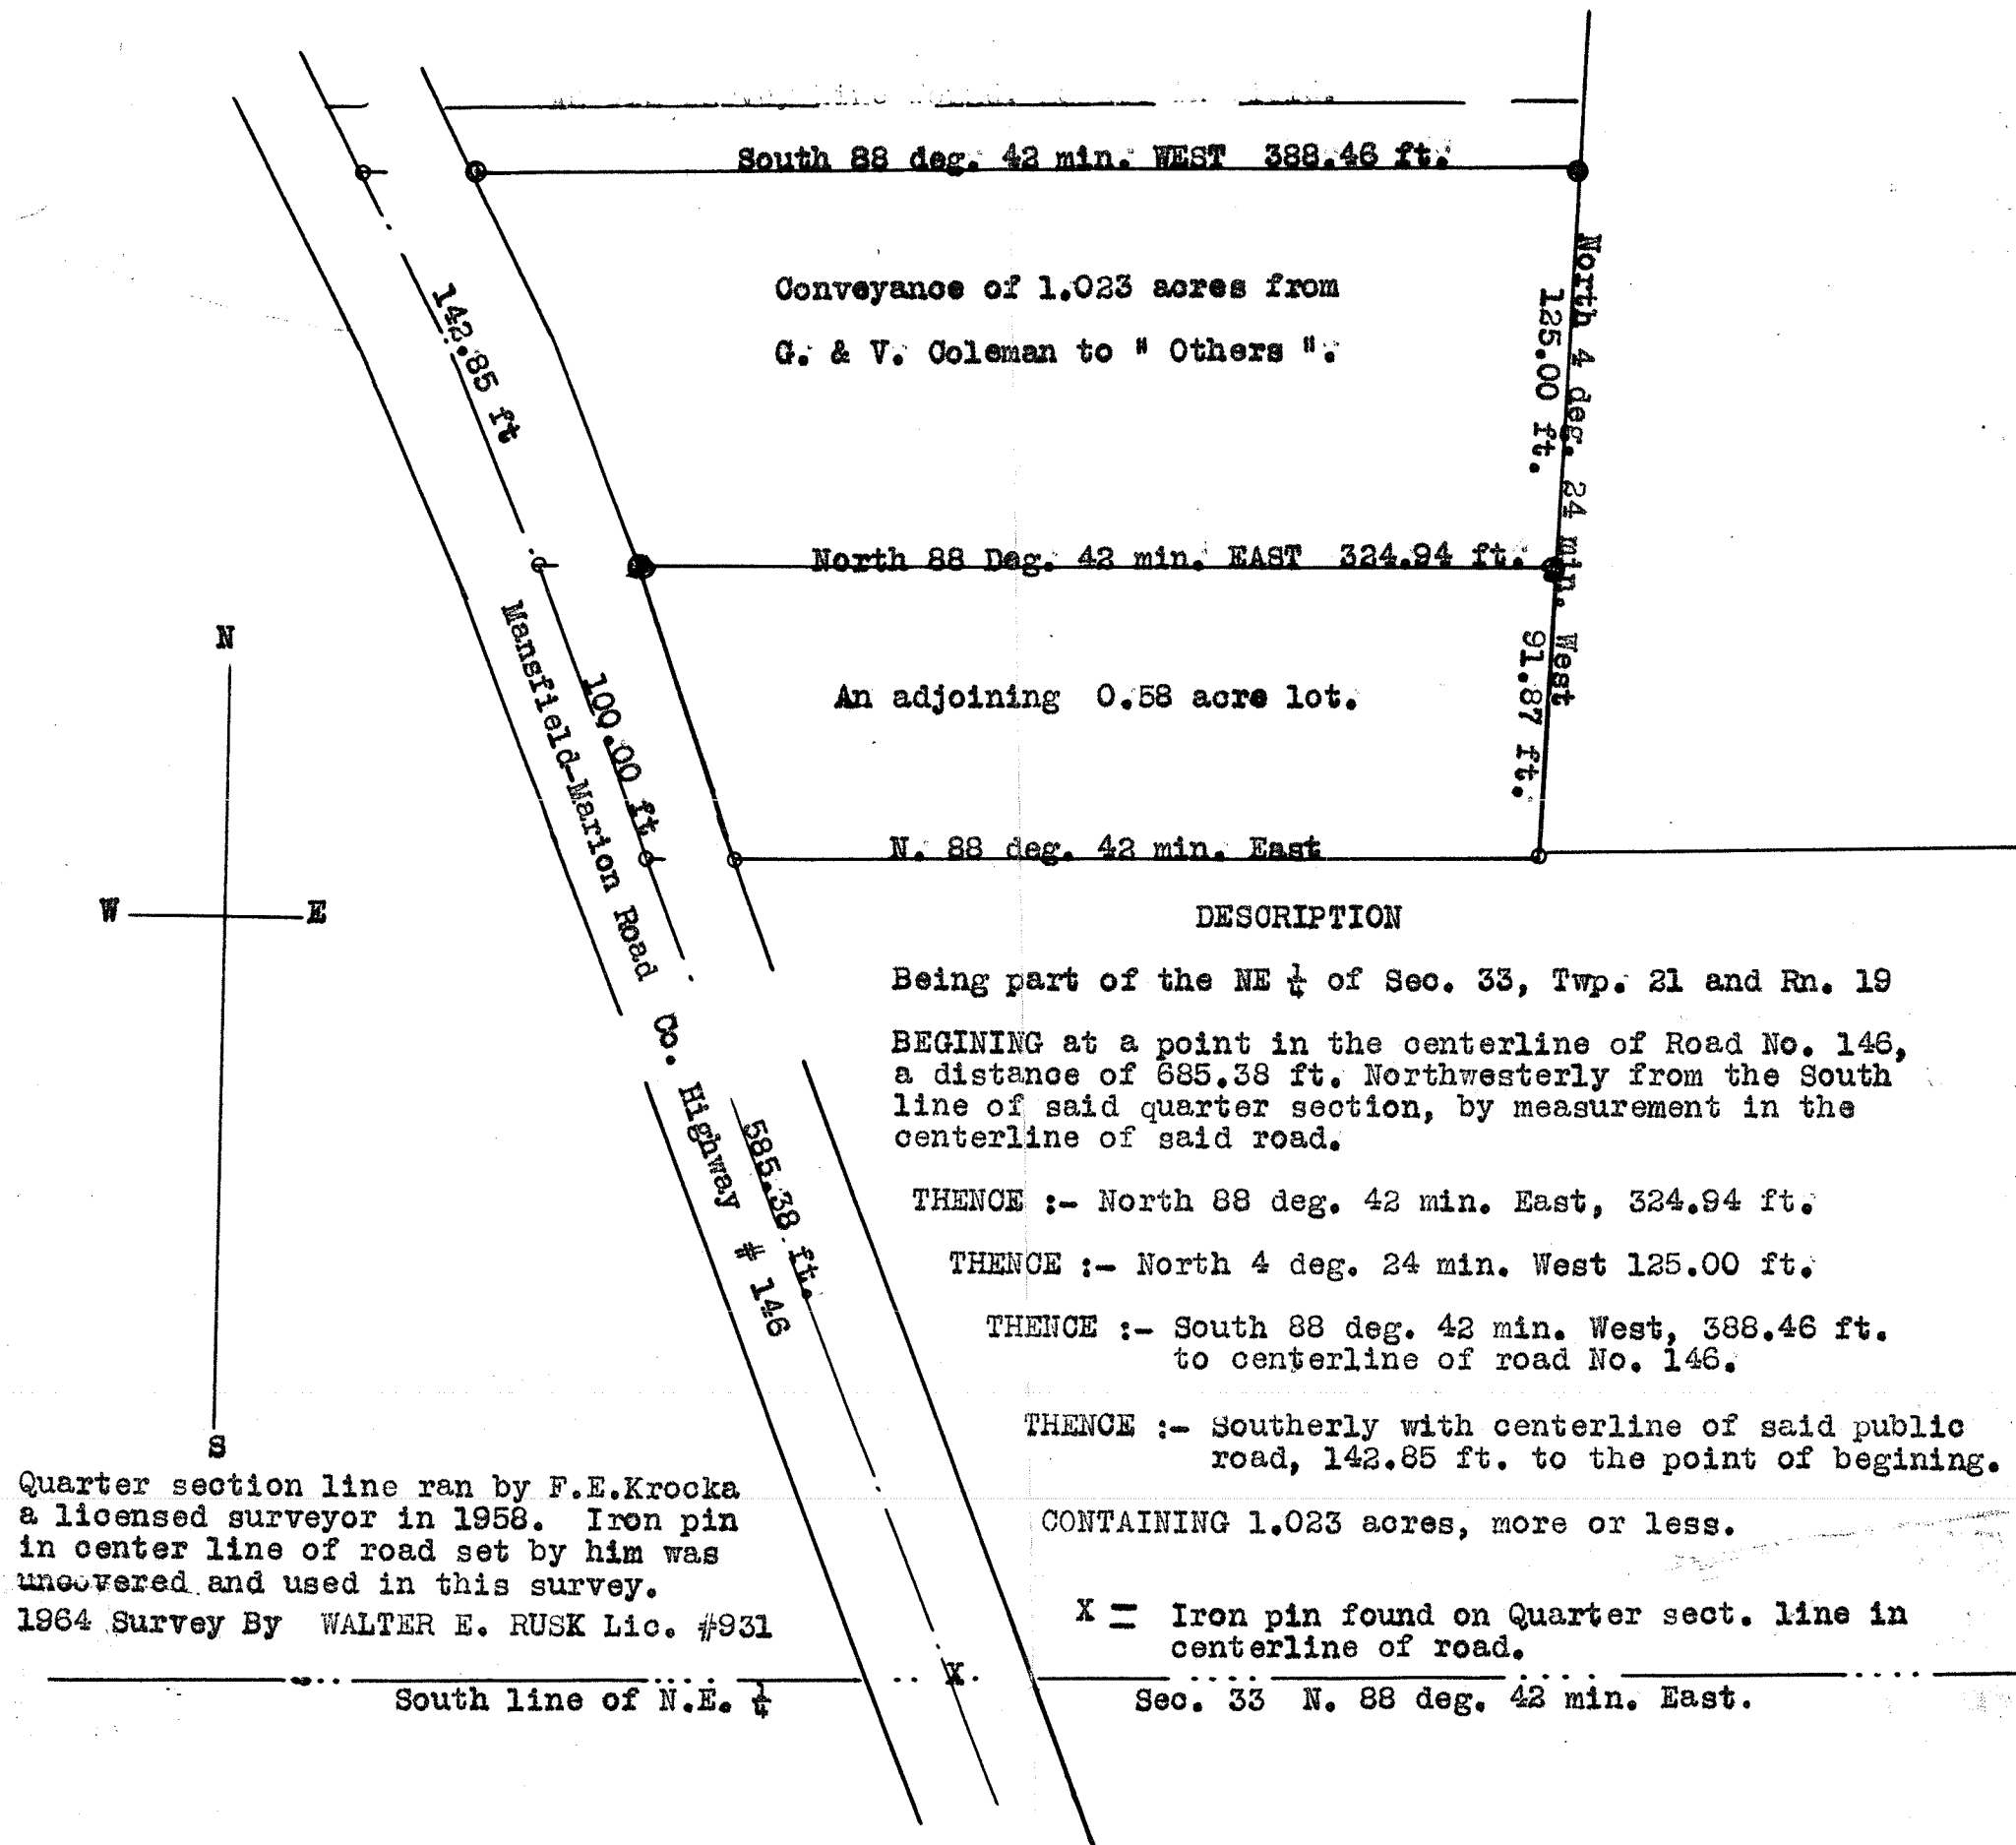 South 88 deg. 42 min. WEST 388.46 ft.
Conveyance of 1.023 acres from
G. & V. Coleman to " Others ".
142.85 ft
North 4 deg. 24 min. West
125.00 ft.
North 88 Deg. 42 min. EAST 324.94 ft.
An adjoining 0.58 acre lot.
91.87 ft.
100.00 ft.
Mansfield-Marion Road Co. Highway # 146
N. 88 deg. 42 min. East
N
W E
S
585.38 ft.
DESCRIPTION
Being part of the NE ¼ of Sec. 33, Twp. 21 and Rn. 19
BEGINING at a point in the centerline of Road No. 146,
a distance of 685.38 ft. Northwesterly from the South
line of said quarter section, by measurement in the
centerline of said road.
THENCE :- North 88 deg. 42 min. East, 324.94 ft.
THENCE :- North 4 deg. 24 min. West 125.00 ft.
THENCE :- South 88 deg. 42 min. West, 388.46 ft.
to centerline of road No. 146.
THENCE :- Southerly with centerline of said public
road, 142.85 ft. to the point of begining.
CONTAINING 1.023 acres, more or less.
X = Iron pin found on Quarter sect. line in
centerline of road.
Quarter section line ran by F.E.Krocka
a licensed surveyor in 1958. Iron pin
in center line of road set by him was
uncovered and used in this survey.
1964 Survey By WALTER E. RUSK Lic. #931
X
South line of N.E. ¼
Sec. 33 N. 88 deg. 42 min. East.